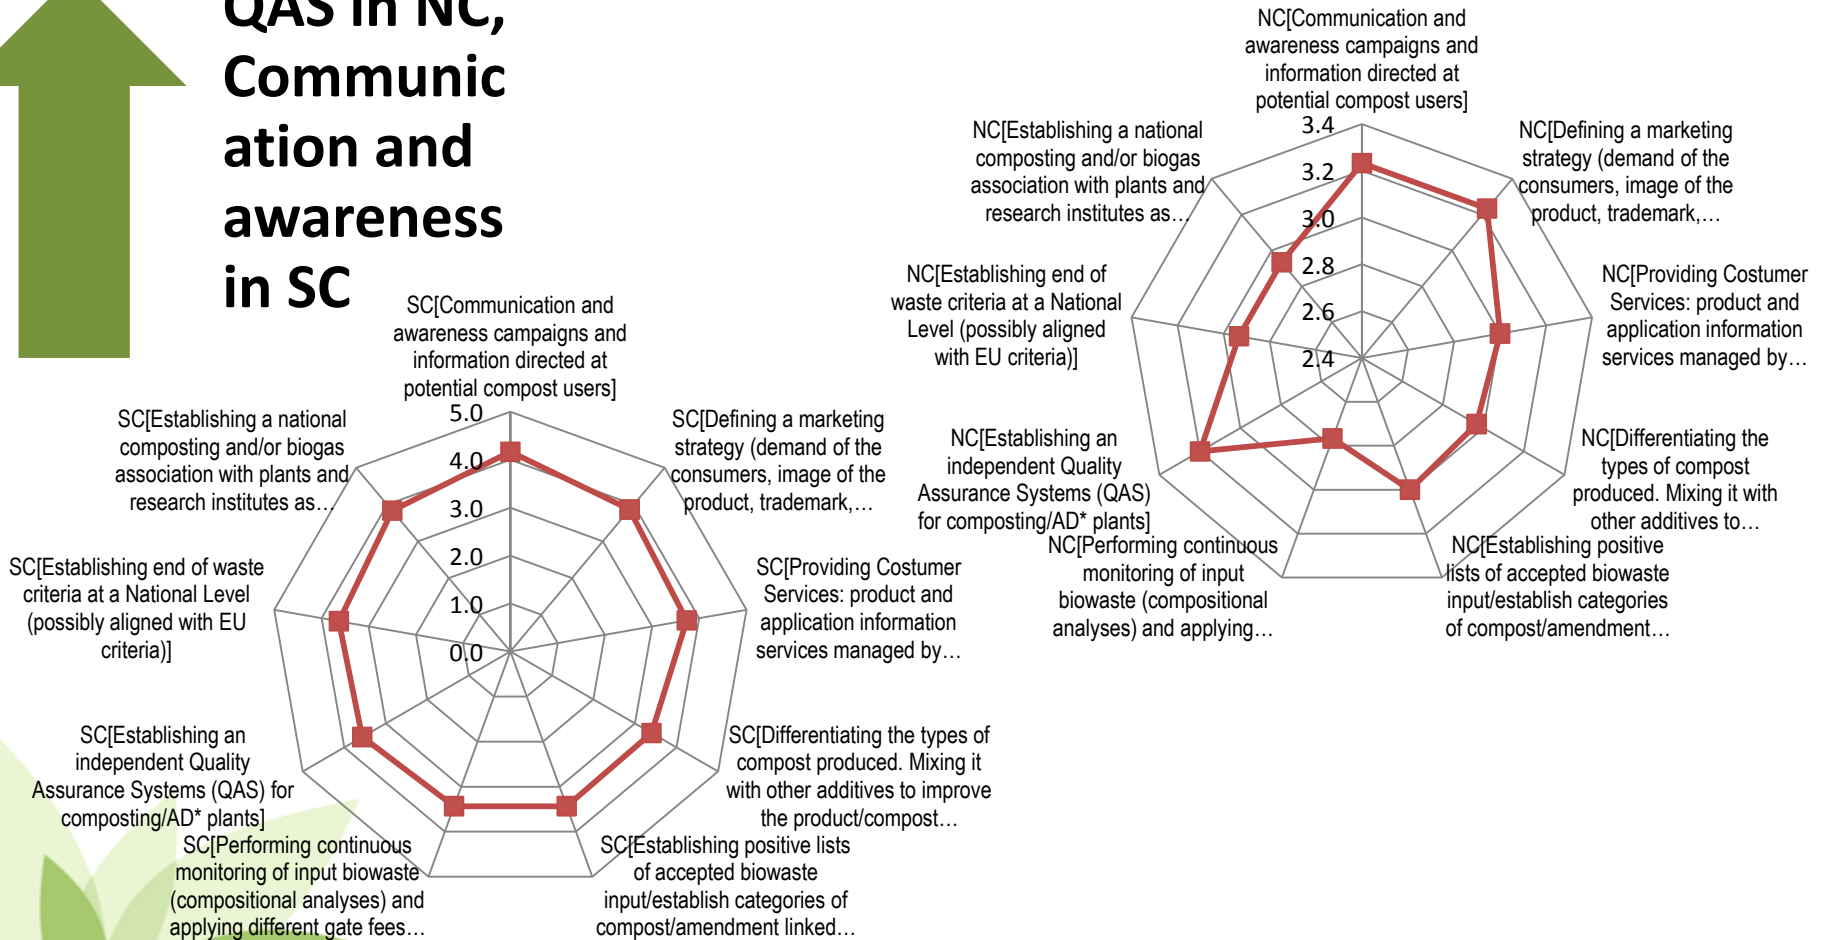 QAS in NC,
Communic
ation and
awareness
in SC
SC[Communication and
awareness campaigns and
information directed at
potential compost users]
SC[Defining a marketing
strategy (demand of the
consumers, image of the
product, trademark,…
SC[Providing Costumer
Services: product and
application information
services managed by…
SC[Differentiating the types of
compost produced. Mixing it
with other additives to improve
the product/compost…
SC[Establishing positive lists
of accepted biowaste
input/establish categories of
compost/amendment linked…
SC[Performing continuous
monitoring of input biowaste
(compositional analyses) and
applying different gate fees…
SC[Establishing an
independent Quality
Assurance Systems (QAS) for
composting/AD* plants]
SC[Establishing end of waste
criteria at a National Level
(possibly aligned with EU
criteria)]
SC[Establishing a national
composting and/or biogas
association with plants and
research institutes as…
5.0
4.0
3.0
2.0
1.0
0.0
NC[Communication and
awareness campaigns and
information directed at
potential compost users]
NC[Defining a marketing
strategy (demand of the
consumers, image of the
product, trademark,…
NC[Providing Costumer
Services: product and
application information
services managed by…
NC[Differentiating the
types of compost
produced. Mixing it with
other additives to…
NC[Establishing positive
lists of accepted biowaste
input/establish categories
of compost/amendment…
NC[Performing continuous
monitoring of input
biowaste (compositional
analyses) and applying…
NC[Establishing an
independent Quality
Assurance Systems (QAS)
for composting/AD* plants]
NC[Establishing end of
waste criteria at a National
Level (possibly aligned
with EU criteria)]
NC[Establishing a national
composting and/or biogas
association with plants and
research institutes as…
3.4
3.2
3.0
2.8
2.6
2.4